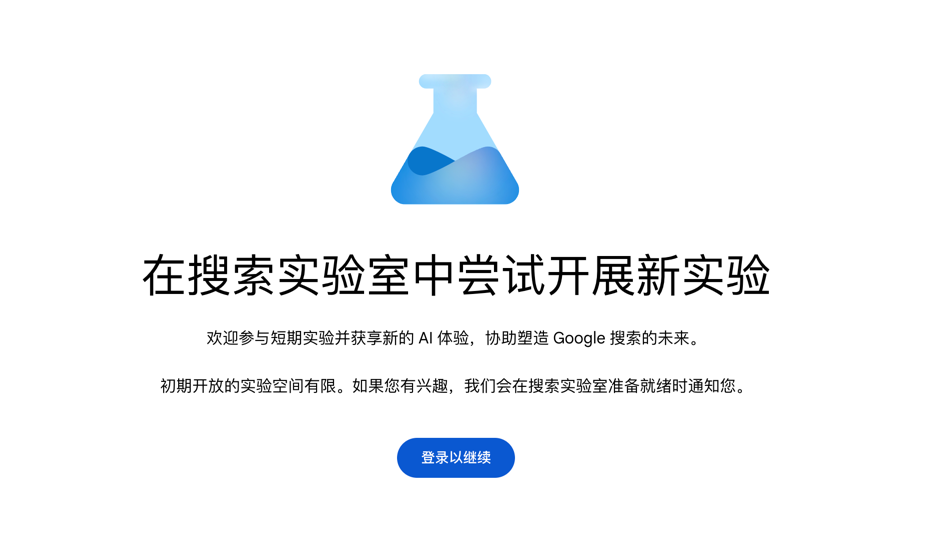 在搜索实验室中尝试开展新实验
欢迎参与短期实验并获享新的 AI 体验，协助塑造 Google 搜索的未来。
初期开放的实验空间有限。如果您有兴趣，我们会在搜索实验室准备就绪时通知您。
登录以继续